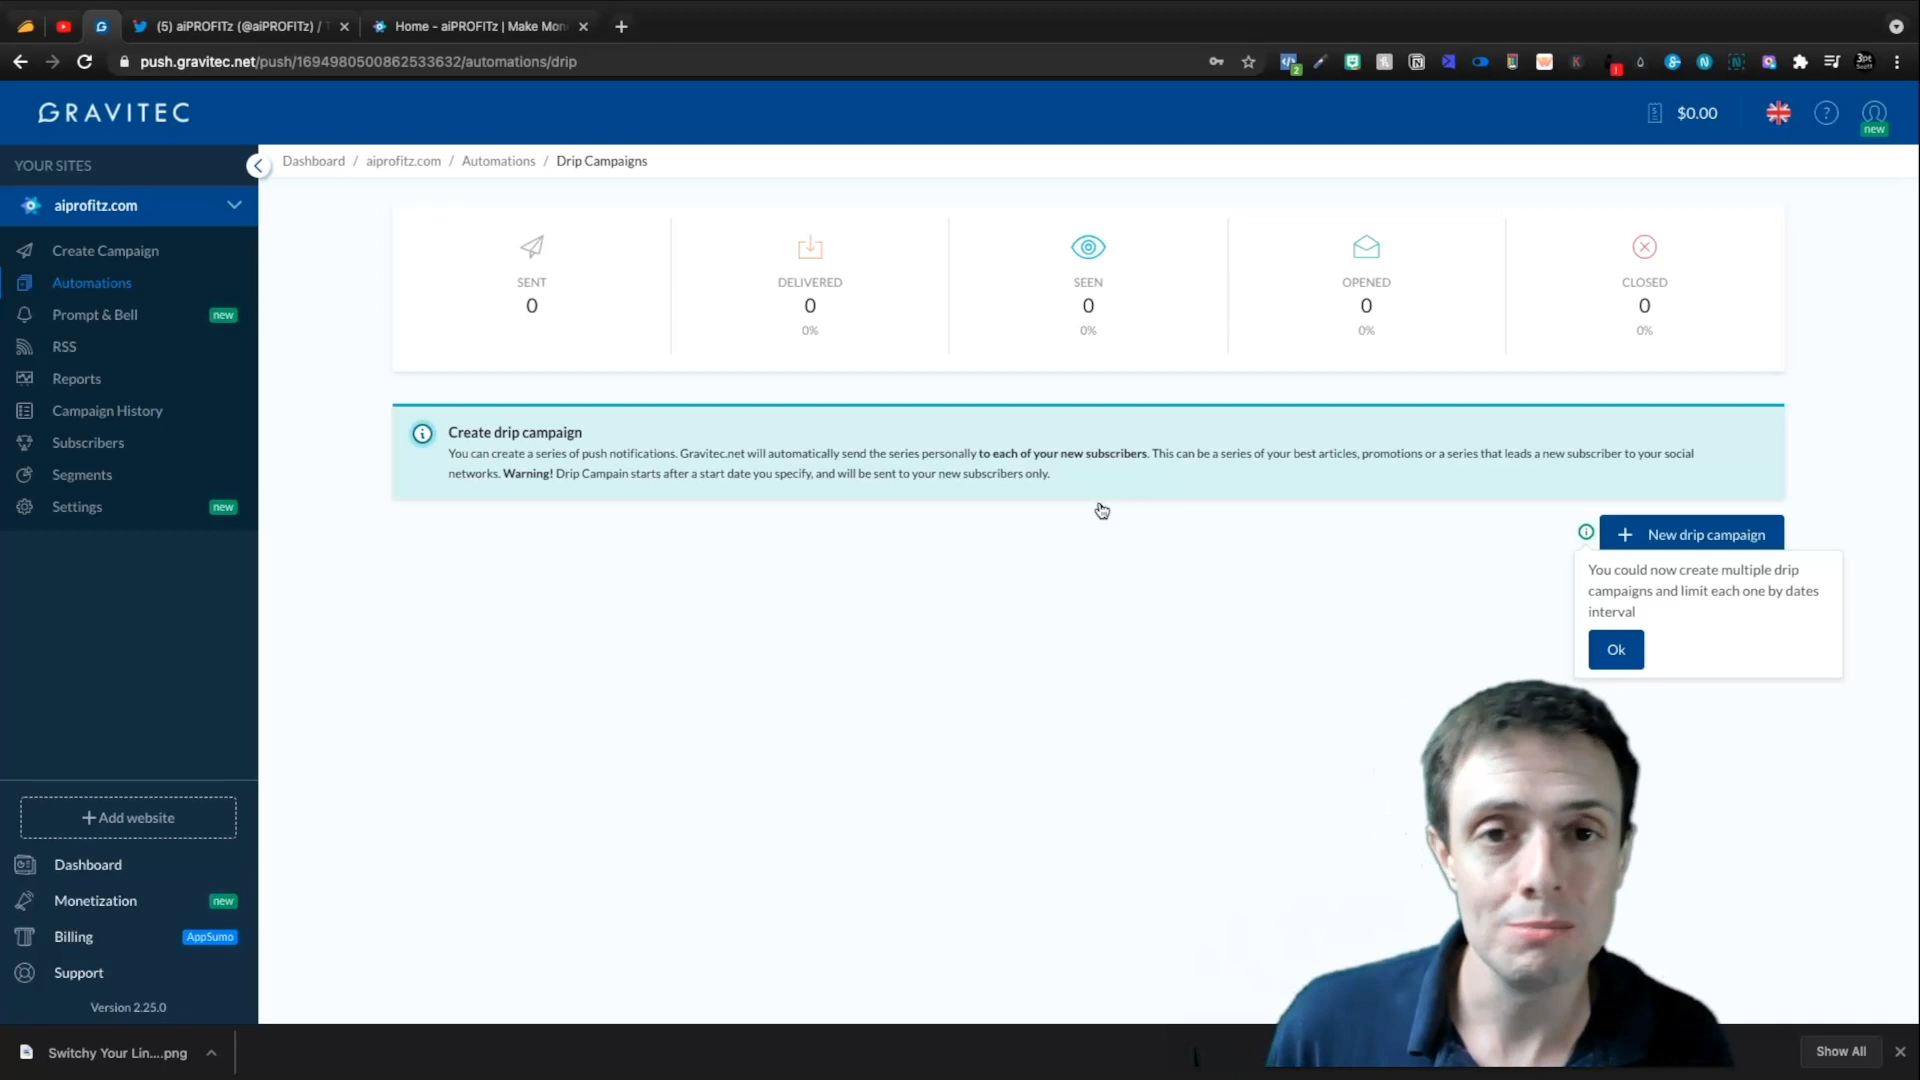 (5) aiPROFITz (@aiPROFITz) / T
Home - aiPROFITz | Make Mon
push.gravitec.net/push/1694980500862533632/automations/drip
GRAVITEC
$0.00
new
YOUR SITES
Dashboard / aiprofitz.com / Automations / Drip Campaigns
aiprofitz.com
Create Campaign
Automations
Prompt & Bell new
RSS
Reports
Campaign History
Subscribers
Segments
Settings new
SENT
0
DELIVERED
0
0%
SEEN
0
0%
OPENED
0
0%
CLOSED
0
0%
Create drip campaign
You can create a series of push notifications. Gravitec.net will automatically send the series personally to each of your new subscribers. This can be a series of your best articles, promotions or a series that leads a new subscriber to your social
networks. Warning! Drip Campain starts after a start date you specify, and will be sent to your new subscribers only.
+ New drip campaign
You could now create multiple drip
campaigns and limit each one by dates
interval
Ok
+ Add website
Dashboard
Monetization new
Billing AppSumo
Support
Version 2.25.0
Switchy Your Lin....png
Show All